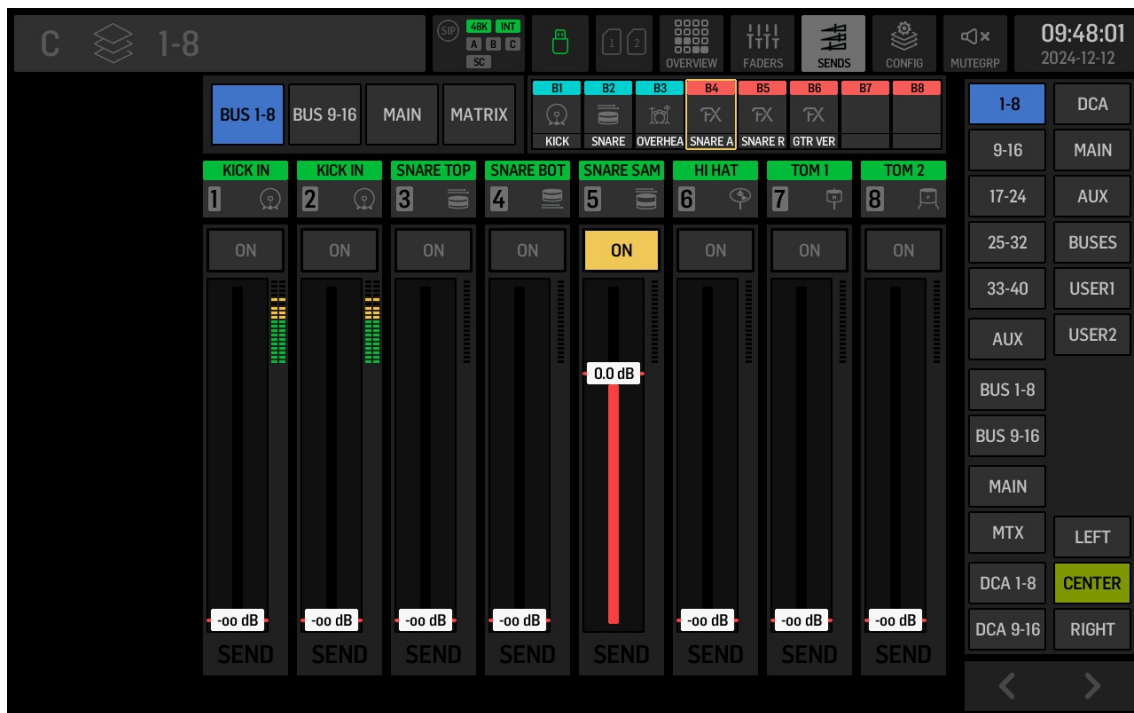 C 1-8
SIP 48K INT
A B C
SC
1 2
OVERVIEW
FADERS
SENDS
CONFIG
MUTEGRP
09:48:01
2024-12-12
BUS 1-8 BUS 9-16 MAIN MATRIX
B1 B2 B3 B4 B5 B6 B7 B8
FX FX FX
KICK SNARE OVERHEA SNARE A SNARE R GTR VER
KICK IN KICK IN SNARE TOP SNARE BOT SNARE SAM HI HAT TOM 1 TOM 2
1 2 3 4 5 6 7 8
ON ON ON ON ON ON ON ON
0.0 dB
-oo dB -oo dB -oo dB -oo dB -oo dB -oo dB -oo dB
SEND SEND SEND SEND SEND SEND SEND SEND
1-8 DCA
9-16 MAIN
17-24 AUX
25-32 BUSES
33-40 USER1
AUX USER2
BUS 1-8
BUS 9-16
MAIN
MTX LEFT
DCA 1-8 CENTER
DCA 9-16 RIGHT